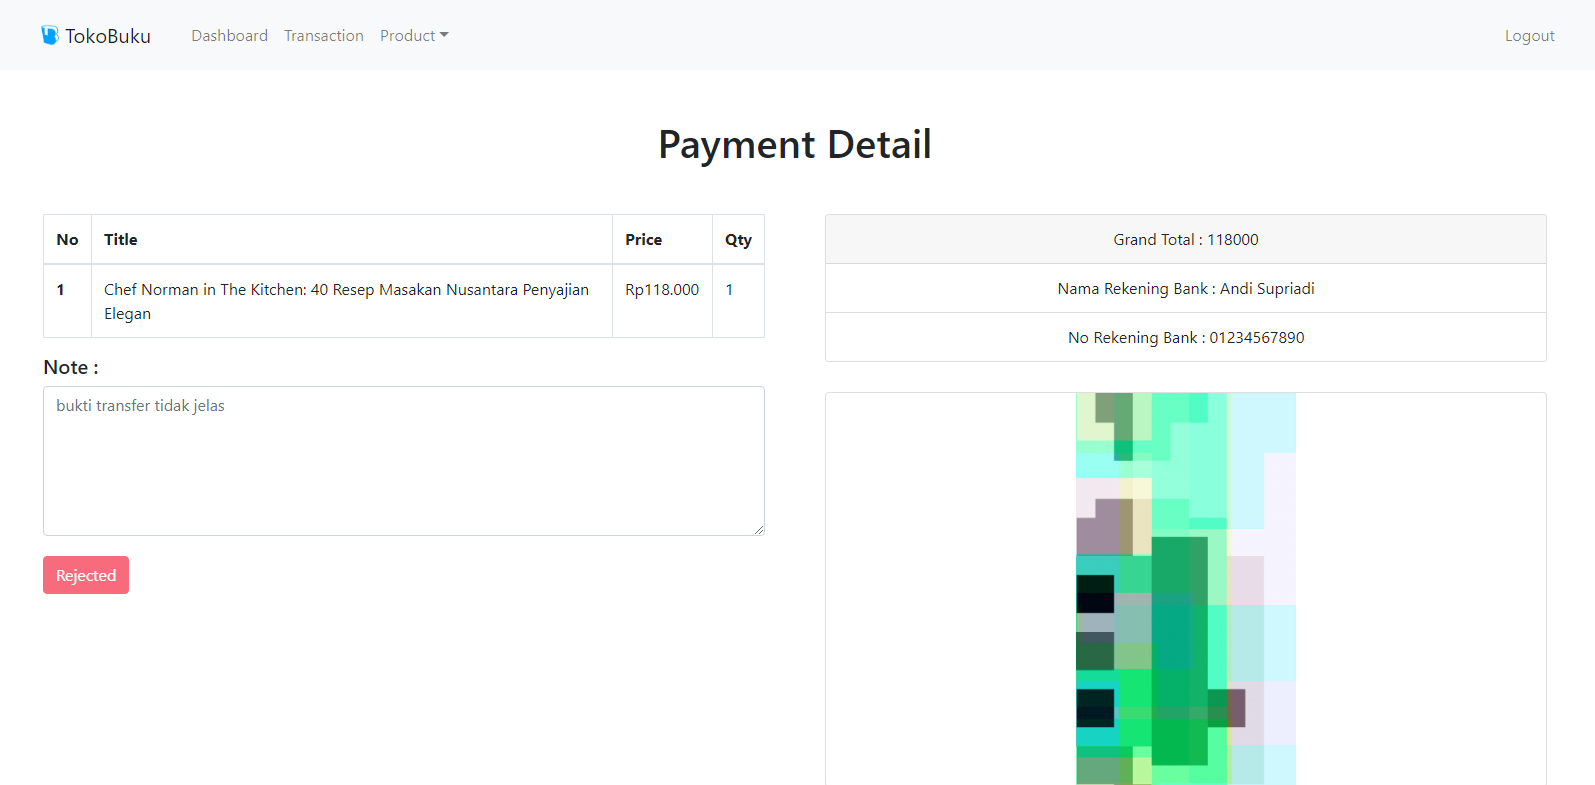 TokoBuku Dashboard Transaction Product Logout
Payment Detail
No Title Price Qty
1 Chef Norman in The Kitchen: 40 Resep Masakan Nusantara Penyajian Rp118.000 1
Elegan
Note :
bukti transfer tidak jelas
Rejected
Grand Total : 118000
Nama Rekening Bank : Andi Supriadi
No Rekening Bank : 01234567890